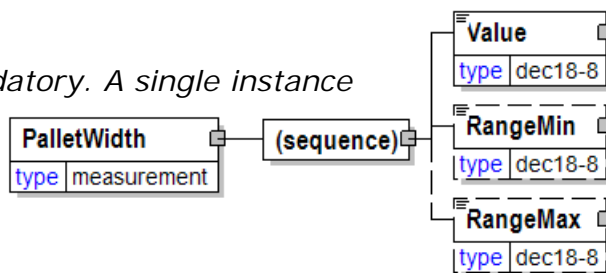 Value
type dec18-8
datory. A single instance
RangeMin
type dec18-8
PalletWidth
type measurement
(sequence)
RangeMax
type dec18-8